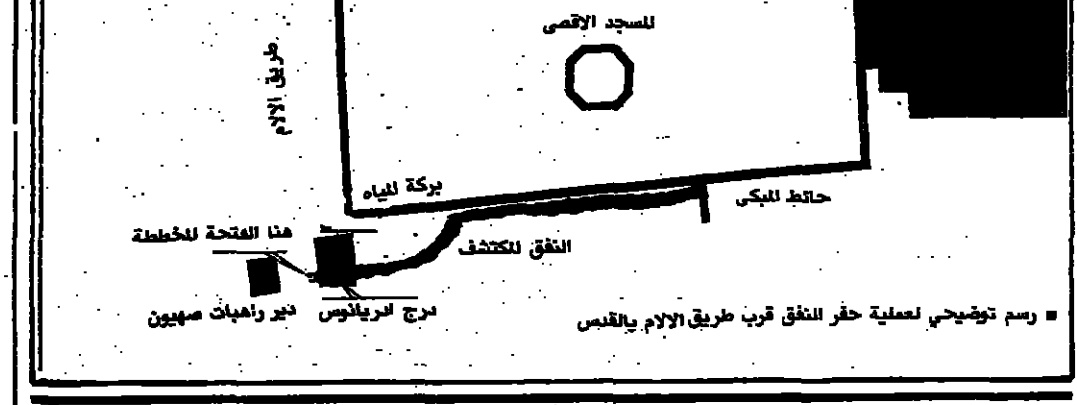 المسجد الاقصى
طريق الالام
بركة المياه
حائط المبكى
هنا الفتحة المخططة
النفق المكتشف
دير راهبات صهيون
درج ادريانوس
■ رسم توضيحي لعملية حفر النفق قرب طريق الالام بالقدس